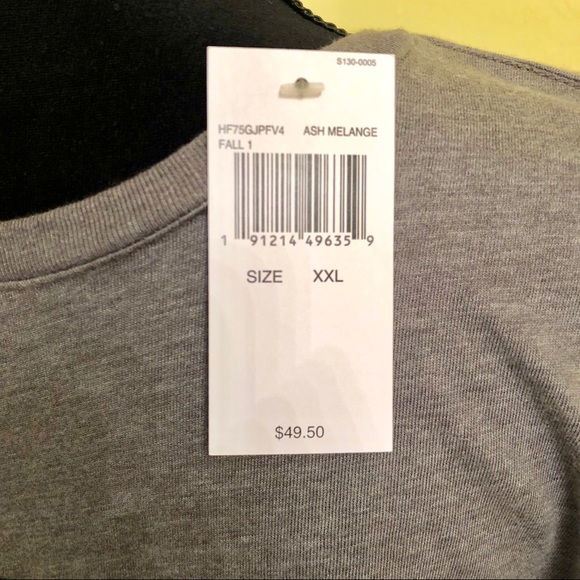 S130-0005
HF75GJPFV4 ASH MELANGE
FALL 1
1 91214 49635 9
SIZE XXL
$49.50